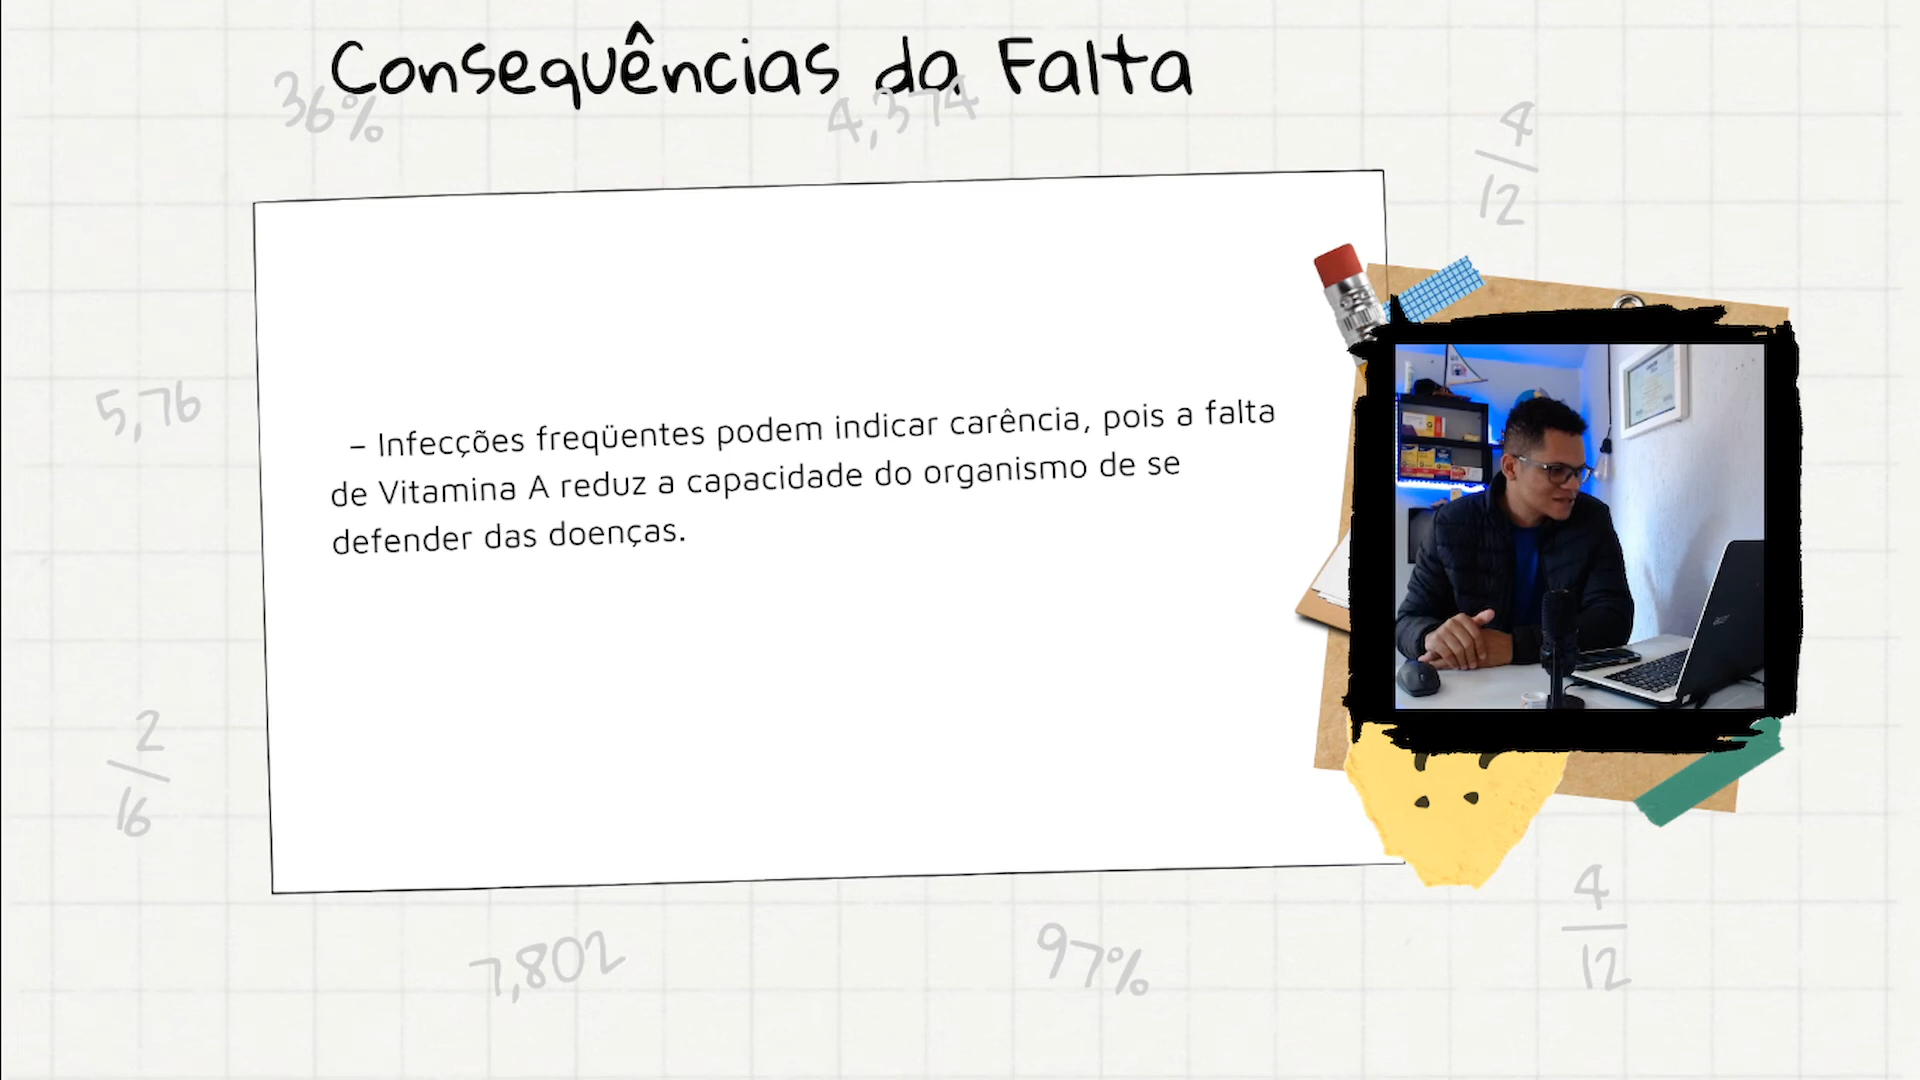 Consequências da Falta
36%
4,374
4
12
5,76
– Infecções freqüentes podem indicar carência, pois a falta
de Vitamina A reduz a capacidade do organismo de se
defender das doenças.
acer
2
16
4
12
7,802
97%